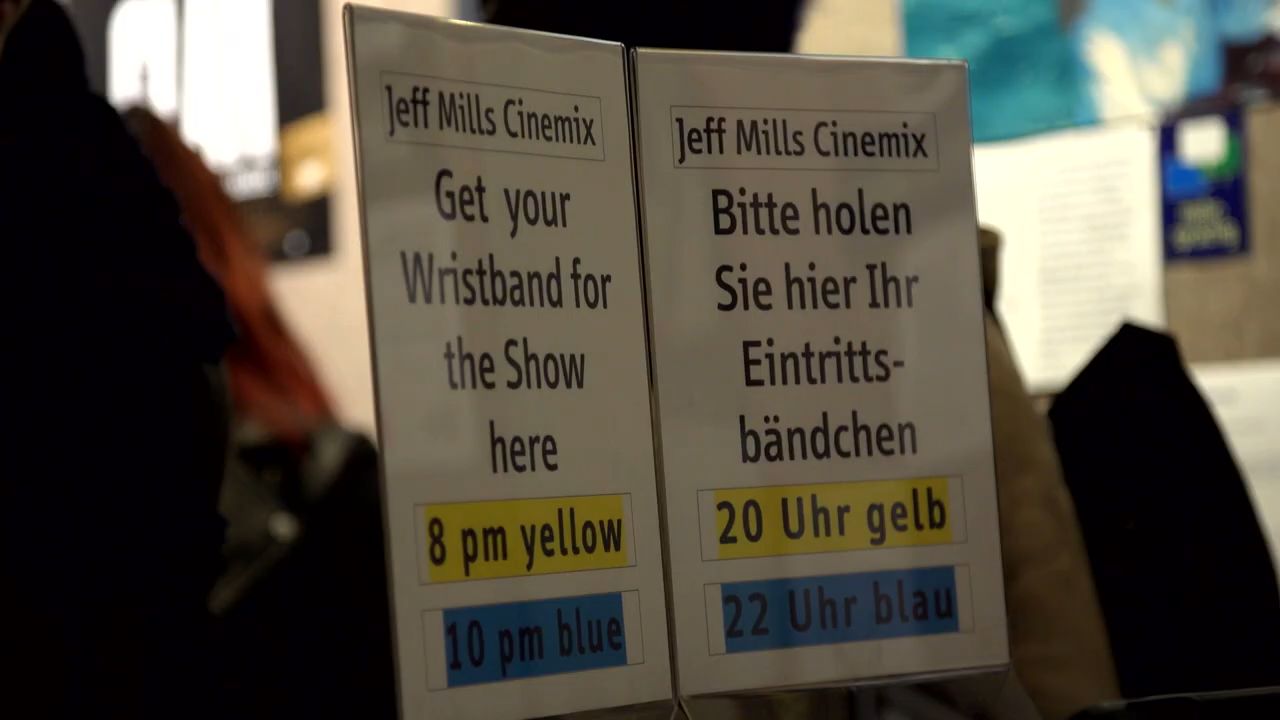 Jeff Mills Cinemix
Get your
Wristband for
the Show
here
8 pm yellow
10 pm blue
Jeff Mills Cinemix
Bitte holen
Sie hier Ihr
Eintritts-
bändchen
20 Uhr gelb
22 Uhr blau